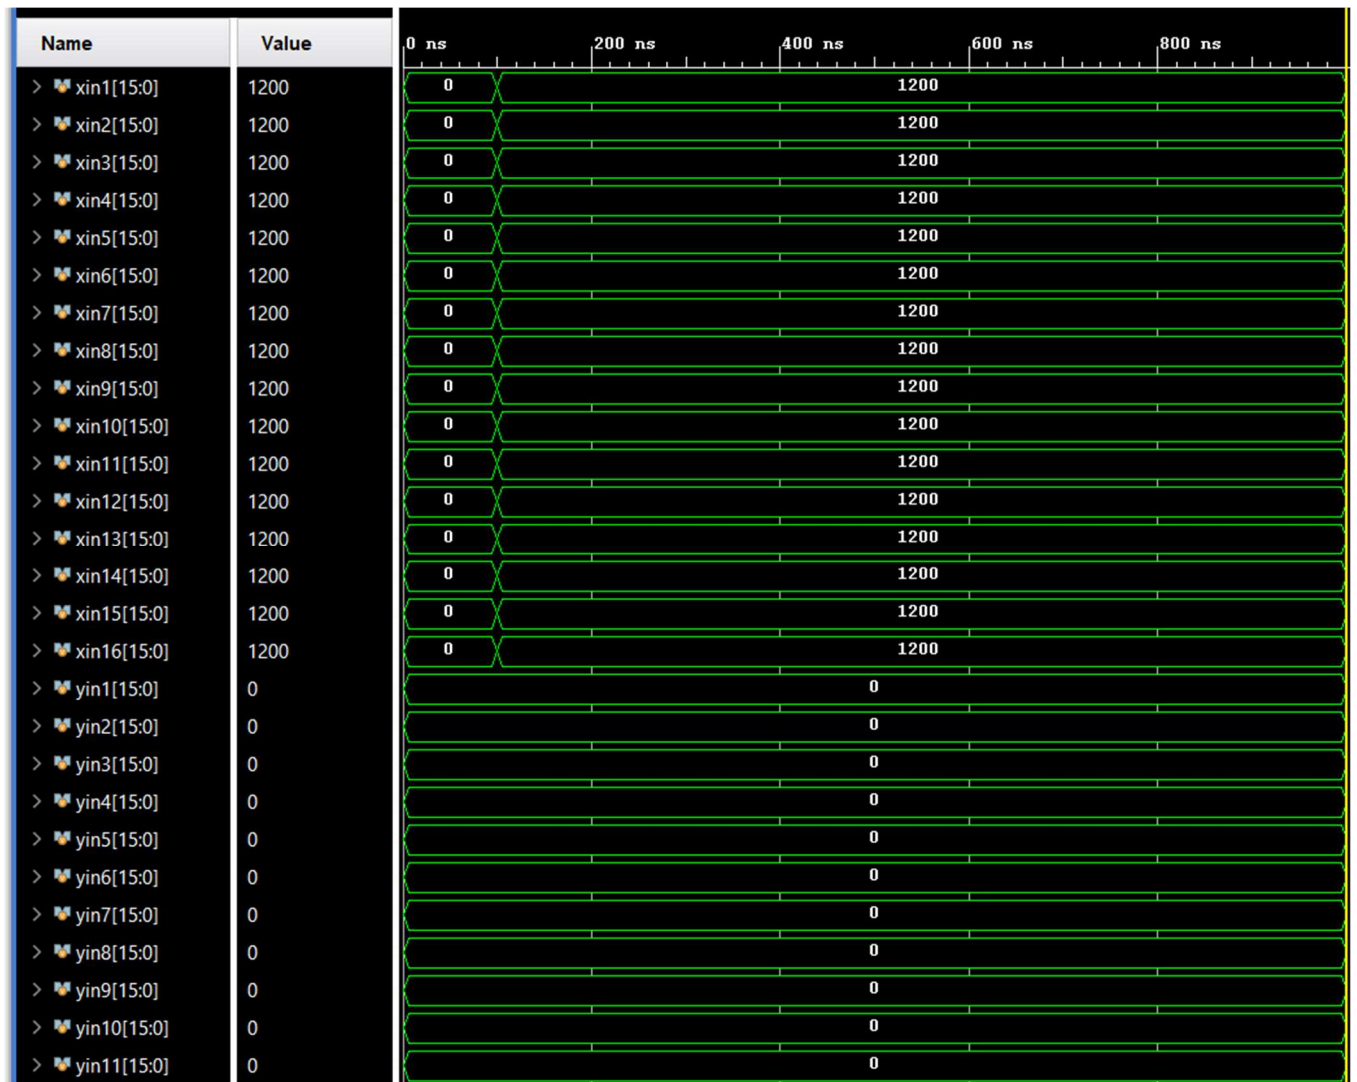 Name Value 0 ns 200 ns 400 ns 600 ns 800 ns
xin1[15:0] 1200 0 1200
xin2[15:0] 1200 0 1200
xin3[15:0] 1200 0 1200
xin4[15:0] 1200 0 1200
xin5[15:0] 1200 0 1200
xin6[15:0] 1200 0 1200
xin7[15:0] 1200 0 1200
xin8[15:0] 1200 0 1200
xin9[15:0] 1200 0 1200
xin10[15:0] 1200 0 1200
xin11[15:0] 1200 0 1200
xin12[15:0] 1200 0 1200
xin13[15:0] 1200 0 1200
xin14[15:0] 1200 0 1200
xin15[15:0] 1200 0 1200
xin16[15:0] 1200 0 1200
yin1[15:0] 0 0
yin2[15:0] 0 0
yin3[15:0] 0 0
yin4[15:0] 0 0
yin5[15:0] 0 0
yin6[15:0] 0 0
yin7[15:0] 0 0
yin8[15:0] 0 0
yin9[15:0] 0 0
yin10[15:0] 0 0
yin11[15:0] 0 0